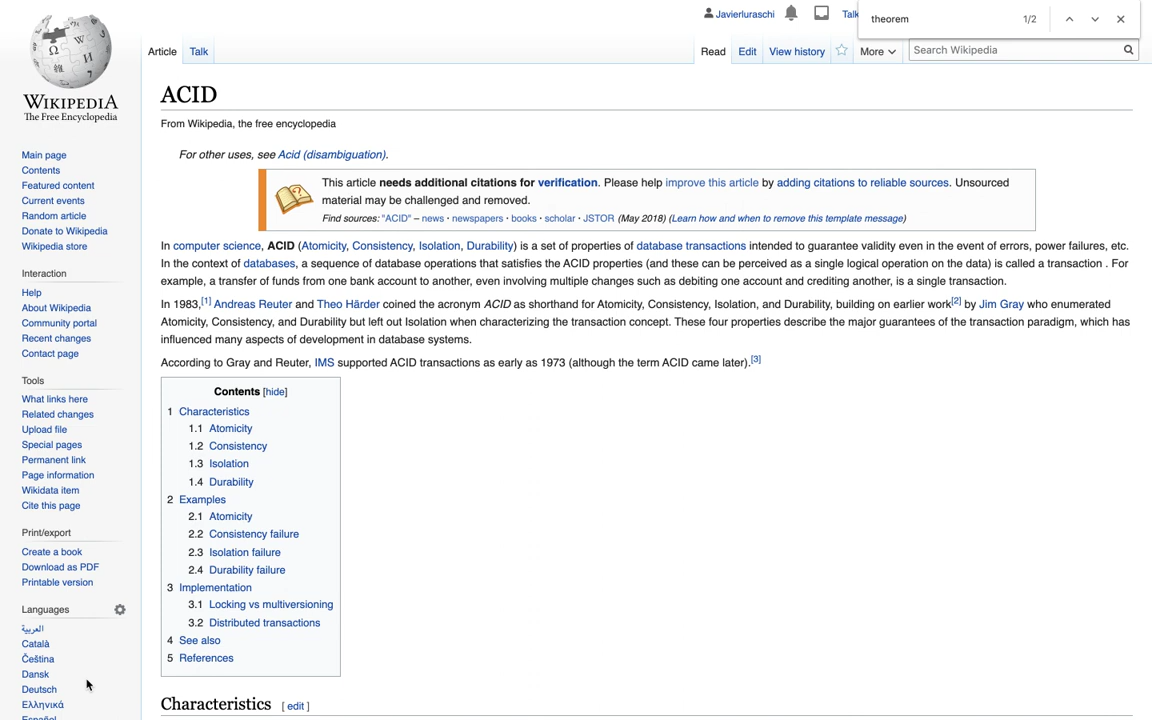 Javierluraschi
Talk
theorem
1/2
WIKIPEDIA
The Free Encyclopedia
Article
Talk
Read
Edit
View history
More
Search Wikipedia
ACID
From Wikipedia, the free encyclopedia
For other uses, see Acid (disambiguation).
This article needs additional citations for verification. Please help improve this article by adding citations to reliable sources. Unsourced
material may be challenged and removed.
Find sources: "ACID" – news · newspapers · books · scholar · JSTOR (May 2018) (Learn how and when to remove this template message)
In computer science, ACID (Atomicity, Consistency, Isolation, Durability) is a set of properties of database transactions intended to guarantee validity even in the event of errors, power failures, etc.
In the context of databases, a sequence of database operations that satisfies the ACID properties (and these can be perceived as a single logical operation on the data) is called a transaction . For
example, a transfer of funds from one bank account to another, even involving multiple changes such as debiting one account and crediting another, is a single transaction.
In 1983,[1] Andreas Reuter and Theo Härder coined the acronym ACID as shorthand for Atomicity, Consistency, Isolation, and Durability, building on earlier work[2] by Jim Gray who enumerated
Atomicity, Consistency, and Durability but left out Isolation when characterizing the transaction concept. These four properties describe the major guarantees of the transaction paradigm, which has
influenced many aspects of development in database systems.
According to Gray and Reuter, IMS supported ACID transactions as early as 1973 (although the term ACID came later).[3]
Contents [hide]
1 Characteristics
1.1 Atomicity
1.2 Consistency
1.3 Isolation
1.4 Durability
2 Examples
2.1 Atomicity
2.2 Consistency failure
2.3 Isolation failure
2.4 Durability failure
3 Implementation
3.1 Locking vs multiversioning
3.2 Distributed transactions
4 See also
5 References
Characteristics [ edit ]
Main page
Contents
Featured content
Current events
Random article
Donate to Wikipedia
Wikipedia store
Interaction
Help
About Wikipedia
Community portal
Recent changes
Contact page
Tools
What links here
Related changes
Upload file
Special pages
Permanent link
Page information
Wikidata item
Cite this page
Print/export
Create a book
Download as PDF
Printable version
Languages
العربية
Català
Čeština
Dansk
Deutsch
Ελληνικά
Español